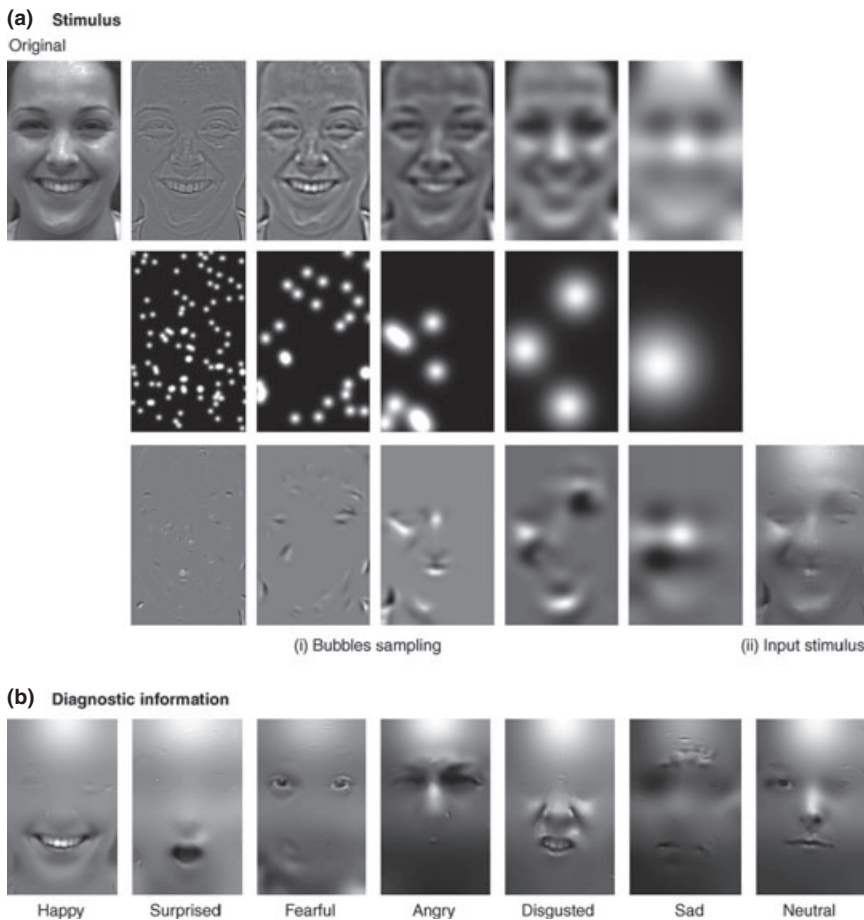 (a) Stimulus
Original
(i) Bubbles sampling
(ii) Input stimulus
(b) Diagnostic information
Happy Surprised Fearful Angry Disgusted Sad Neutral